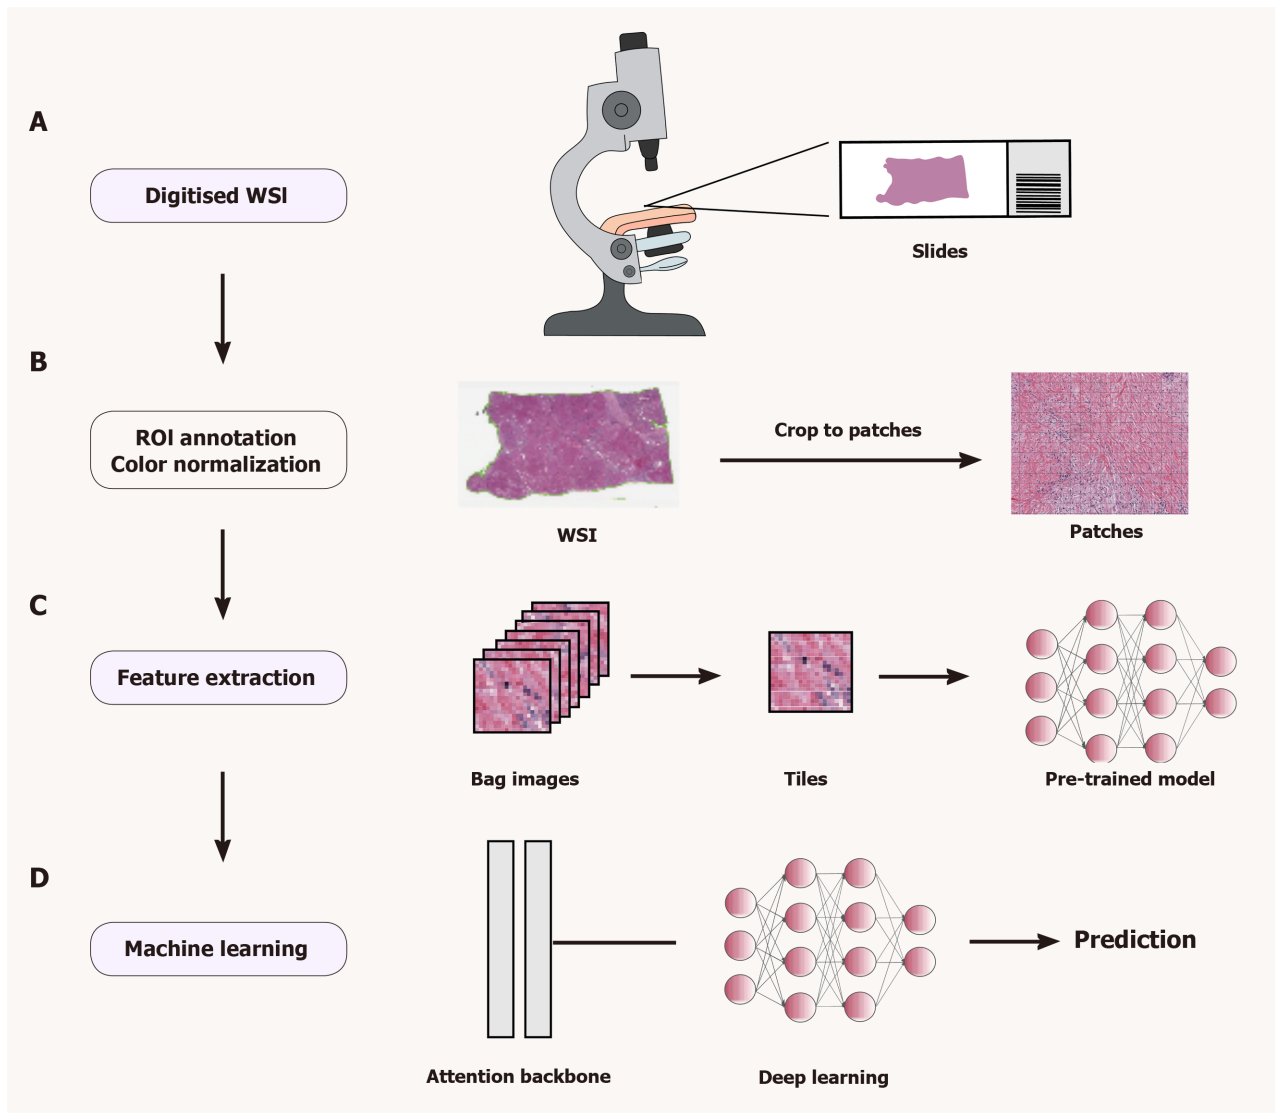 A
Digitised WSI
Slides
B
ROI annotation
Color normalization
Crop to patches
WSI
Patches
C
Feature extraction
Bag images
Tiles
Pre-trained model
D
Machine learning
Prediction
Attention backbone
Deep learning